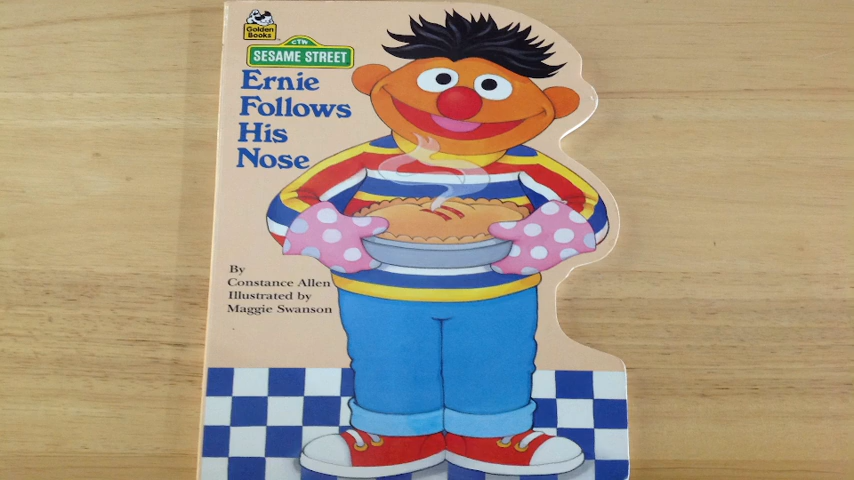 Golden
Books
CTW
SESAME STREET
Ernie
Follows
His
Nose
By
Constance Allen
Illustrated by
Maggie Swanson